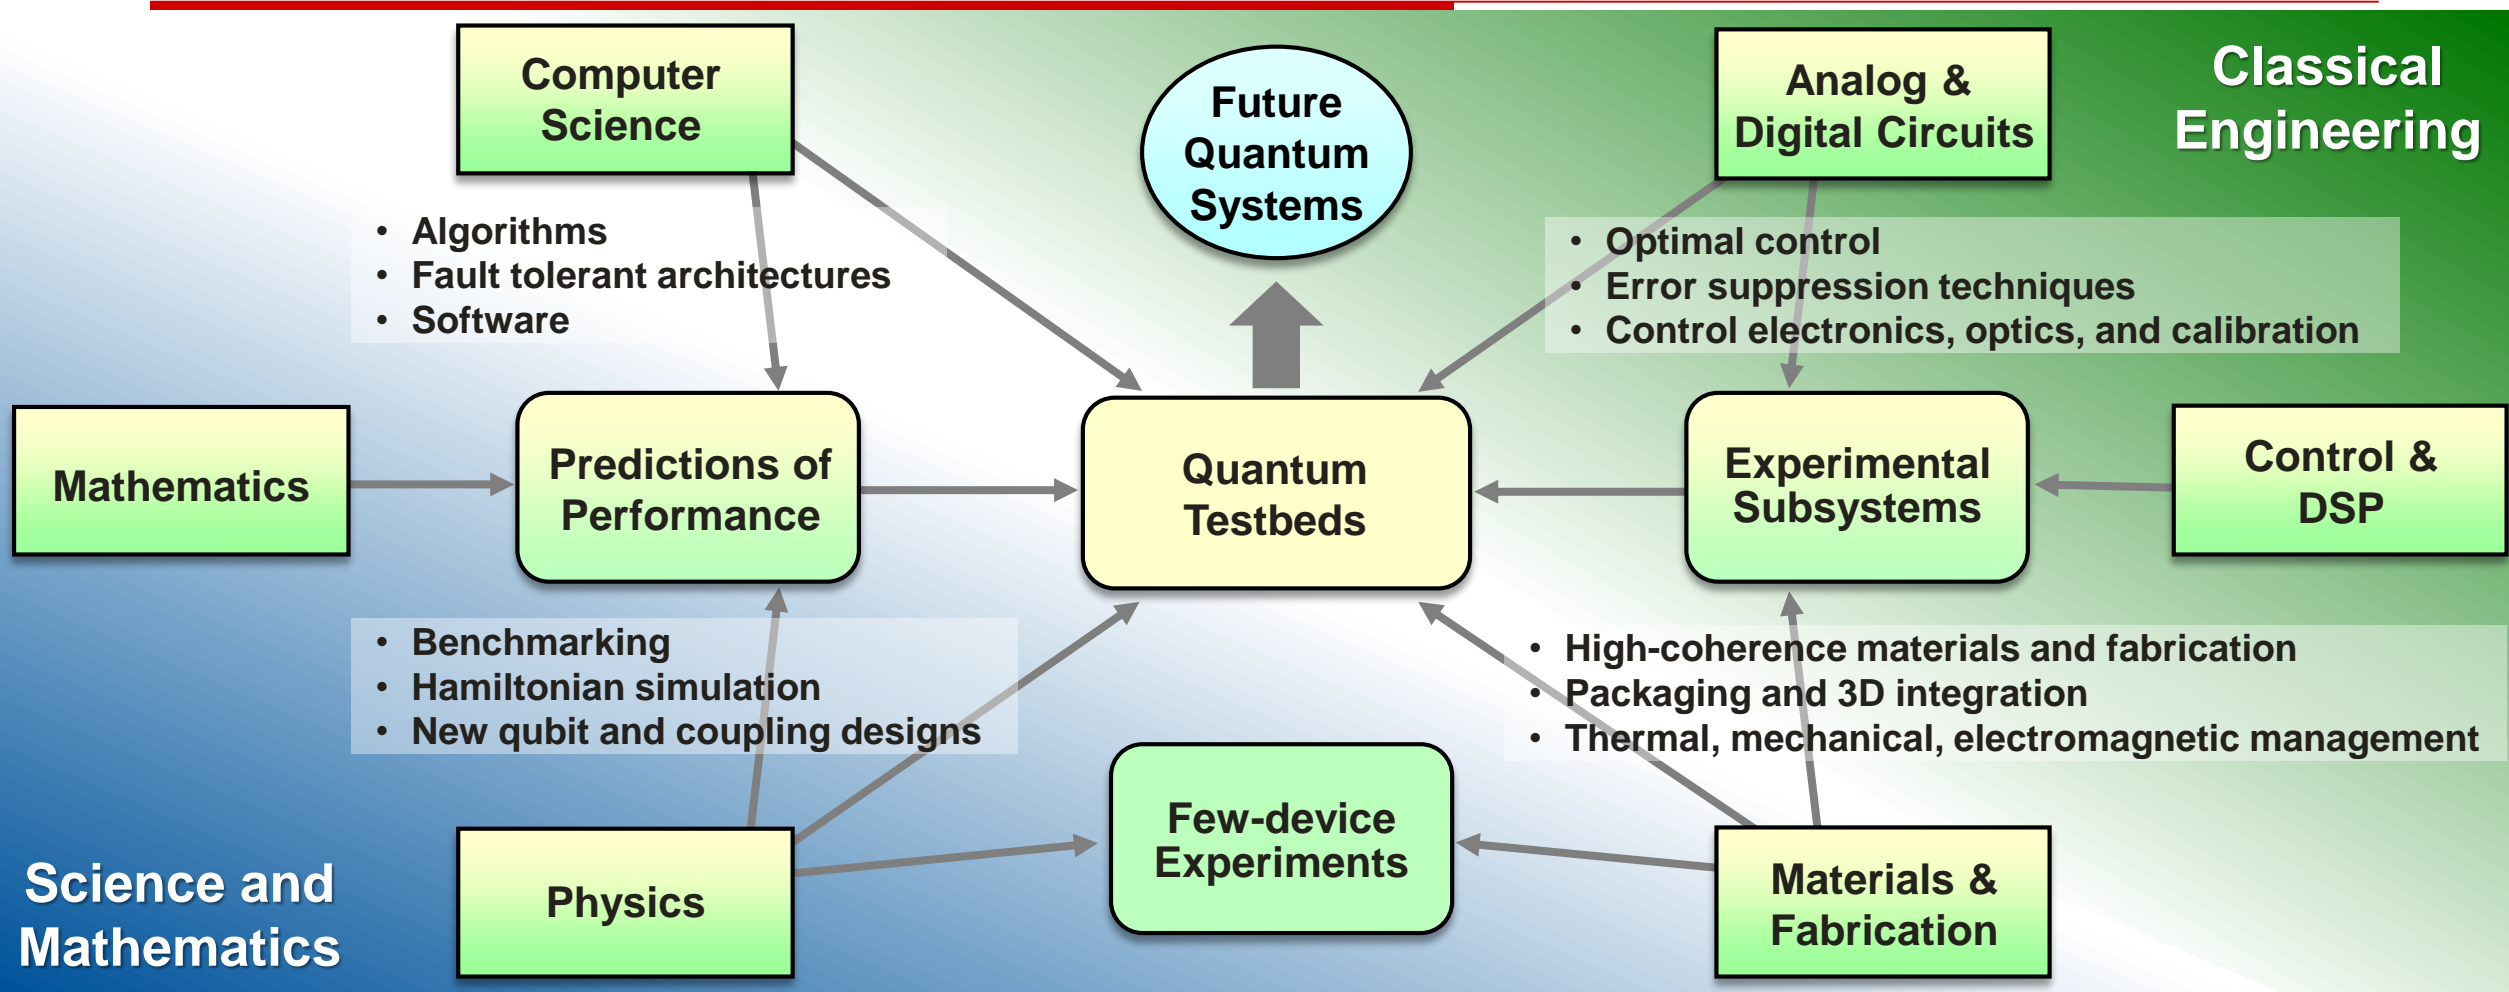 Computer
Science
Future
Quantum
Systems
Analog &
Digital Circuits
Classical
Engineering
• Algorithms
• Fault tolerant architectures
• Software
• Optimal control
• Error suppression techniques
• Control electronics, optics, and calibration
Mathematics
Predictions of
Performance
Quantum
Testbeds
Experimental
Subsystems
Control &
DSP
• Benchmarking
• Hamiltonian simulation
• New qubit and coupling designs
• High-coherence materials and fabrication
• Packaging and 3D integration
• Thermal, mechanical, electromagnetic management
Science and
Mathematics
Physics
Few-device
Experiments
Materials &
Fabrication